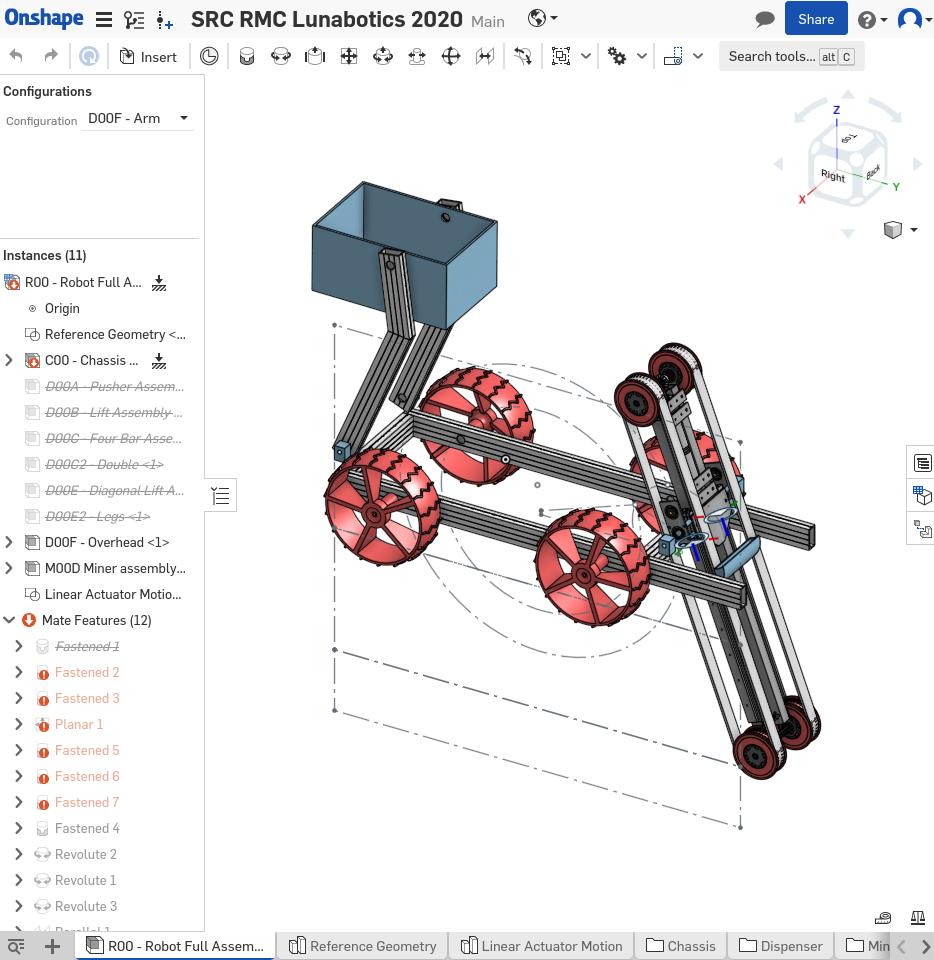 Onshape SRC RMC Lunabotics 2020 Main Share
Insert Search tools... alt C
Configurations
Configuration D00F - Arm
Instances (11)
R00 - Robot Full A...
Origin
Reference Geometry <...
C00 - Chassis ...
D00A - Pusher Assem...
D00B - Lift Assembly ...
D00C - Four Bar Asse...
D00C2 - Double <1>
D00E - Diagonal Lift A...
D00E2 - Legs <1>
D00F - Overhead <1>
M00D Miner assembly...
Linear Actuator Motio...
Mate Features (12)
Fastened 1
Fastened 2
Fastened 3
Planar 1
Fastened 5
Fastened 6
Fastened 7
Fastened 4
Revolute 2
Revolute 1
Revolute 3
Parallel 1
Z
Top
Right Back
X Y
R00 - Robot Full Assem... Reference Geometry Linear Actuator Motion Chassis Dispenser Min